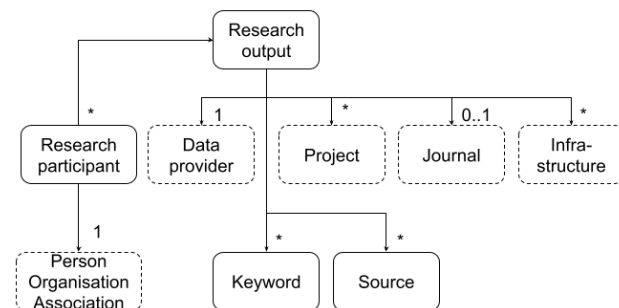 Research
output
*
1
*
0..1
*
Research
participant
Data
provider
Project
Journal
Infra-
structure
1
*
*
Person
Organisation
Association
Keyword
Source